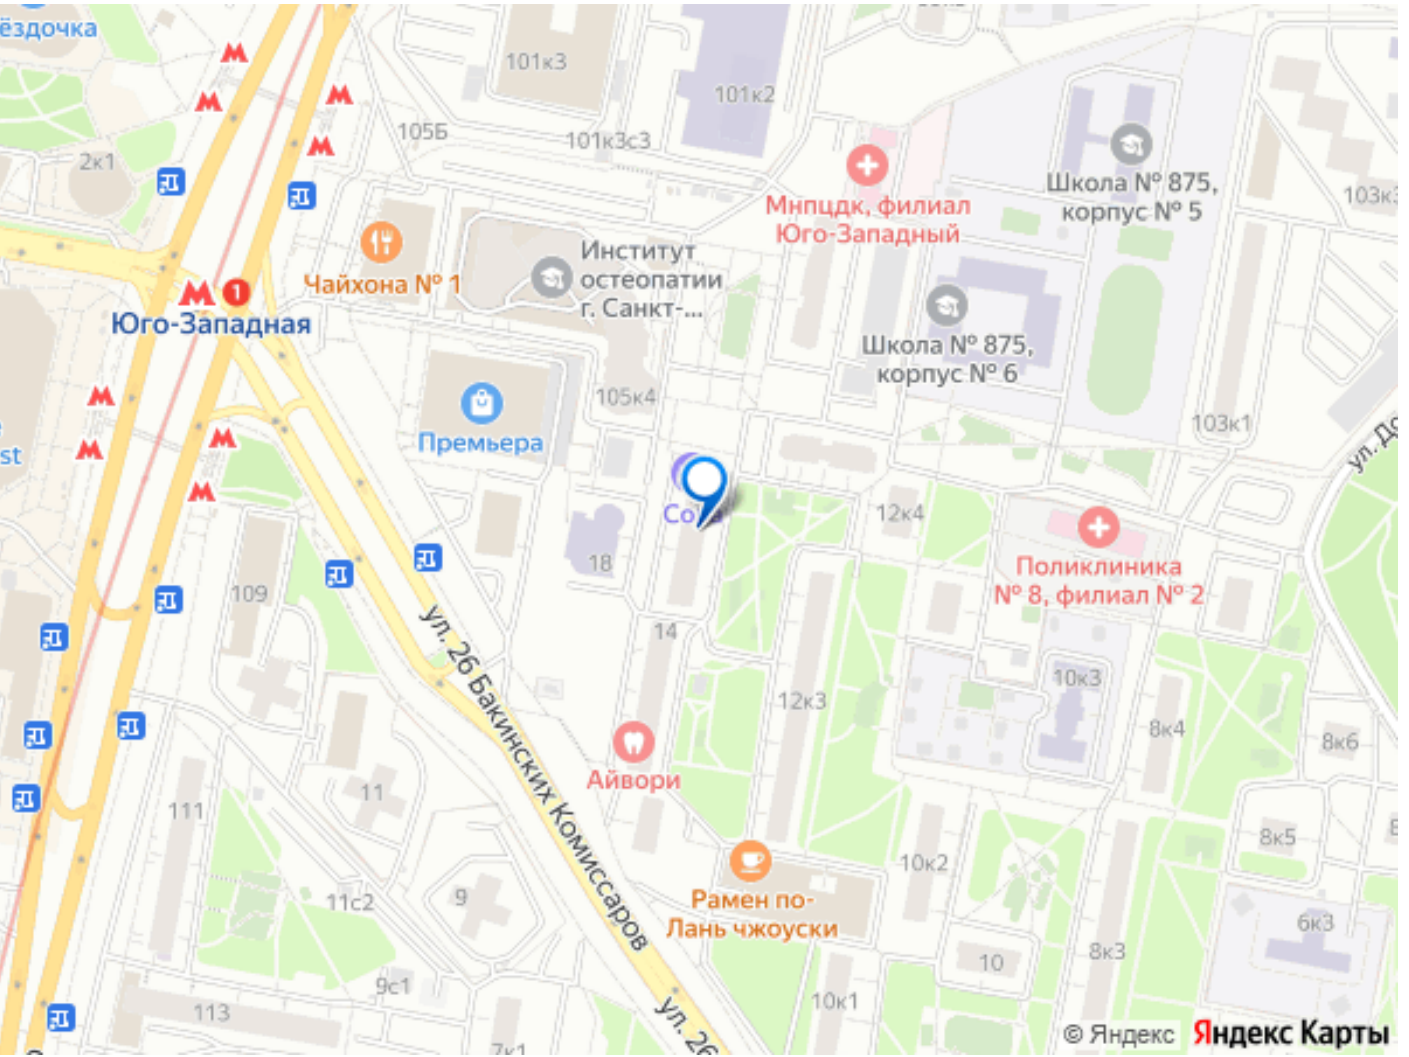 ёздочка
101к3
101к2
105Б
101к3с3
2к1
Школа № 875,
корпус № 5
103к3
Мнпцдк, филиал
Юго-Западный
Чайхона № 1
Институт
остеопатии
г. Санкт-...
1
Юго-Западная
Школа № 875,
корпус № 6
105к4
Премьера
103к1
st
12к4
18
Поликлиника
№ 8, филиал № 2
109
ул. 26 Бакинских Комиссаров
14
12к3
10к3
8к4
8к6
Айвори
111
11
8к5
10к2
11с2
9
Рамен по-
Лань чжоуски
6к3
8к3
10
9с1
10к1
113
ул. 26
7к1
© Яндекс Яндекс Карты